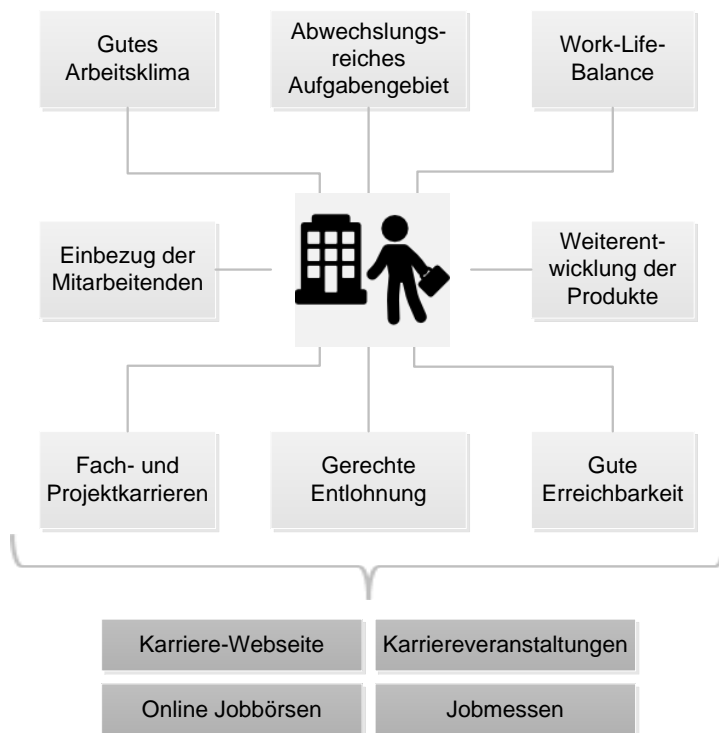 Gutes
Arbeitsklima
Abwechslungs-
reiches
Aufgabengebiet
Work-Life-
Balance
Einbezug der
Mitarbeitenden
Weiterent-
wicklung der
Produkte
Fach- und
Projektkarrieren
Gerechte
Entlohnung
Gute
Erreichbarkeit
Karriere-Webseite
Karriereveranstaltungen
Online Jobbörsen
Jobmessen